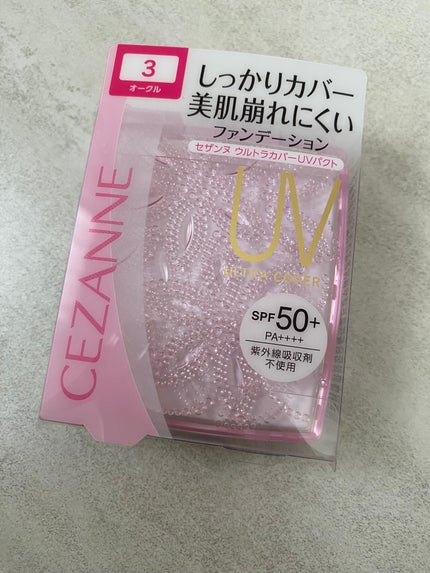 3
オークル
しっかりカバー
美肌崩れにくい
ファンデーション
セザンヌ ウルトラカバーUVパクト
CEZANNE
UV
ULTRA COVER
SPF50+
PA++++
紫外線吸収剤
不使用